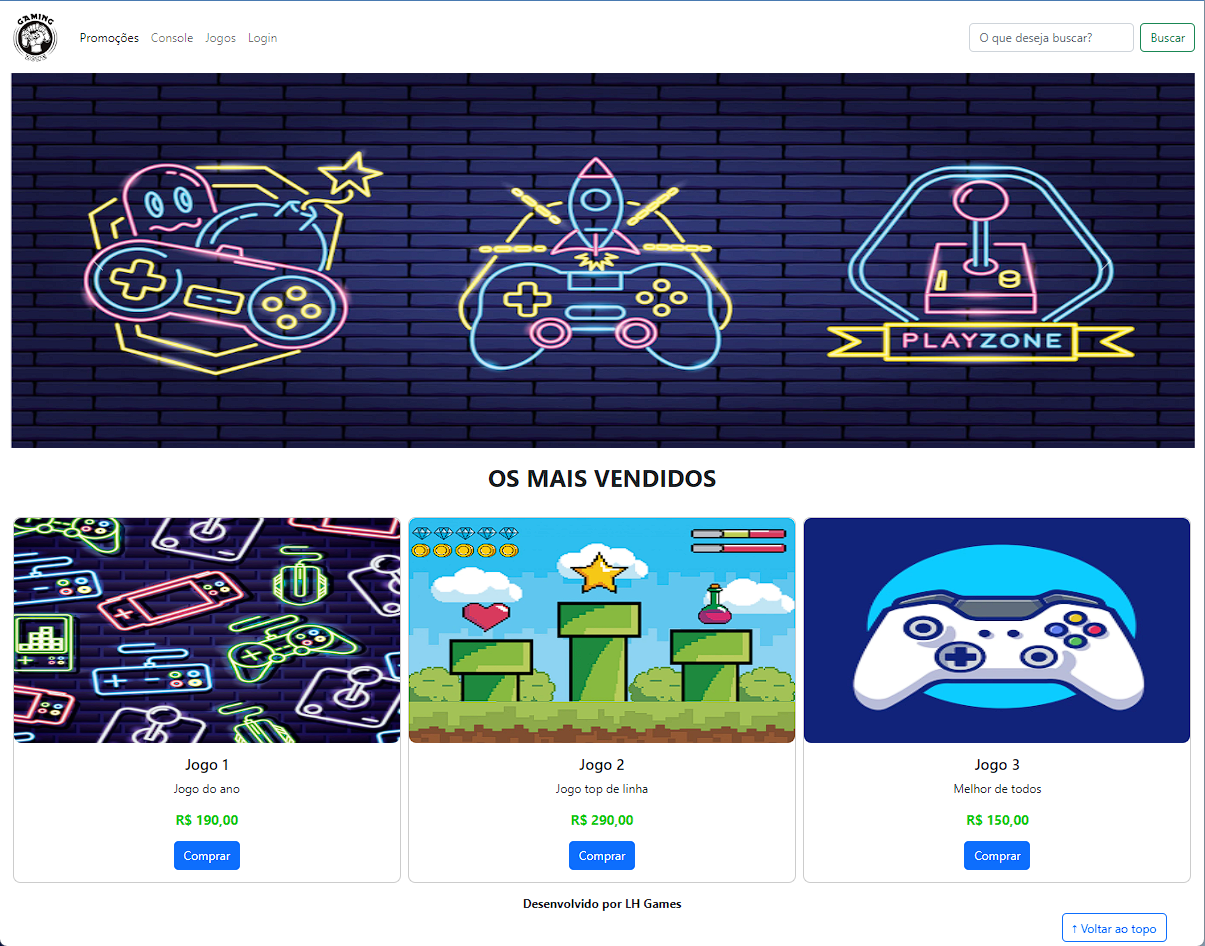 GAMING
Promoções Console Jogos Login
O que deseja buscar?
Buscar
PLAYZONE
OS MAIS VENDIDOS
Jogo 1
Jogo do ano
R$ 190,00
Comprar
Jogo 2
Jogo top de linha
R$ 290,00
Comprar
Jogo 3
Melhor de todos
R$ 150,00
Comprar
Desenvolvido por LH Games
↑ Voltar ao topo